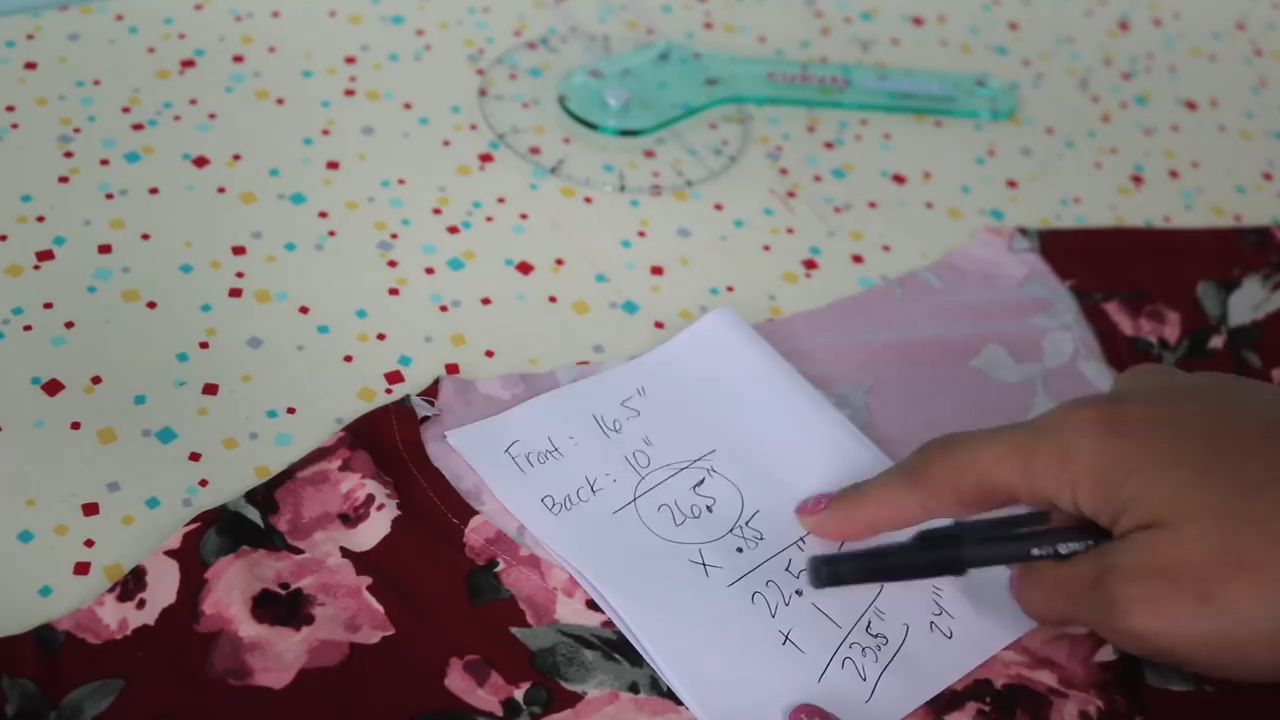 Front: 16.5"
Back: 10"
26.5"
x .85
22.5"
+ 1
23.5"
24"